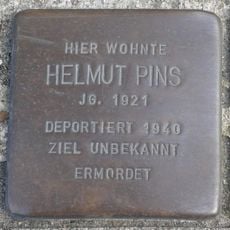 HIER WOHNTE
HELMUT PINS
JG. 1921
DEPORTIERT 1940
ZIEL UNBEKANNT
ERMORDET